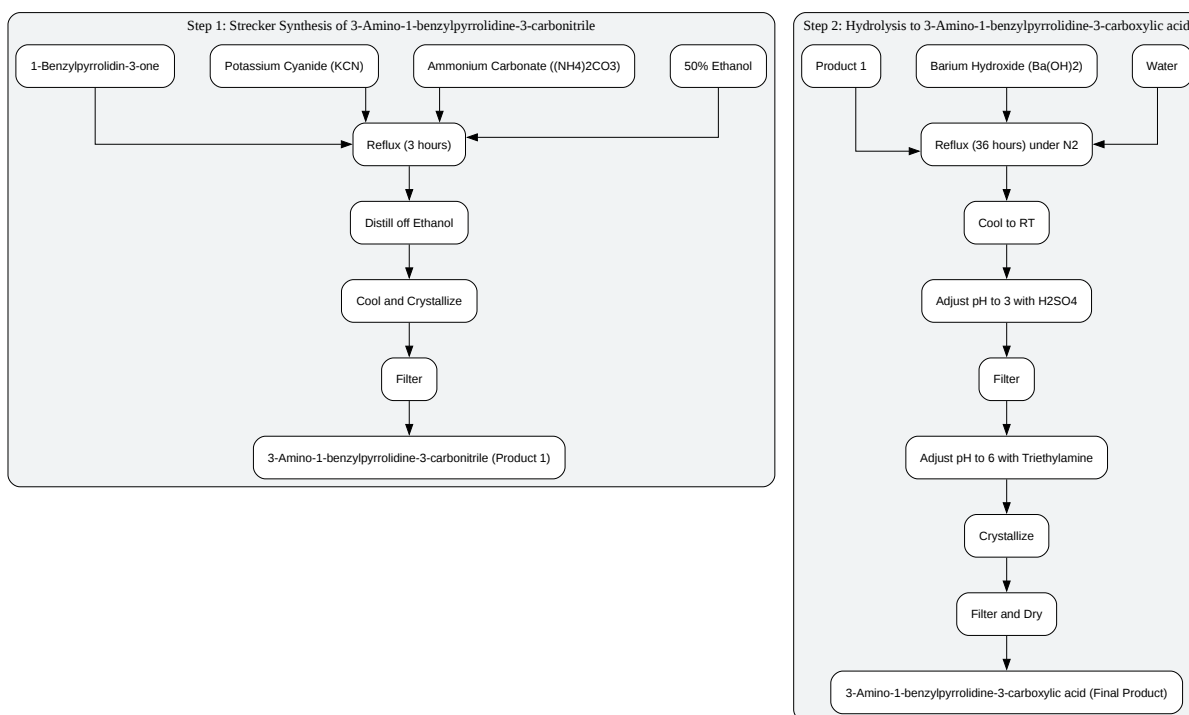 Step 1: Strecker Synthesis of 3-Amino-1-benzylpyrrolidine-3-carbonitrile
1-Benzylpyrrolidin-3-one
Potassium Cyanide (KCN)
Ammonium Carbonate ((NH4)2CO3)
50% Ethanol
Reflux (3 hours)
Distill off Ethanol
Cool and Crystallize
Filter
3-Amino-1-benzylpyrrolidine-3-carbonitrile (Product 1)
Step 2: Hydrolysis to 3-Amino-1-benzylpyrrolidine-3-carboxylic acid
Product 1
Barium Hydroxide (Ba(OH)2)
Water
Reflux (36 hours) under N2
Cool to RT
Adjust pH to 3 with H2SO4
Filter
Adjust pH to 6 with Triethylamine
Crystallize
Filter and Dry
3-Amino-1-benzylpyrrolidine-3-carboxylic acid (Final Product)